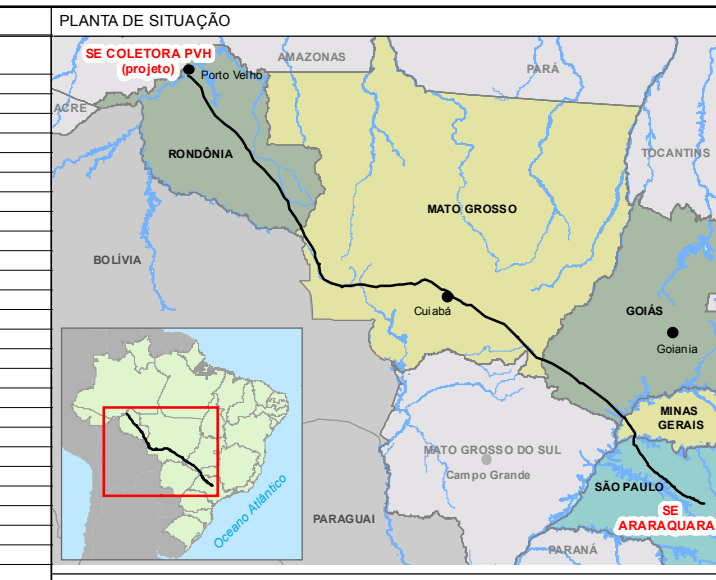 PLANTA DE SITUAÇÃO
SE COLETORA PVH
(projeto)
Porto Velho
AMAZONAS
PARÁ
ACRE
TOCANTINS
RONDÔNIA
MATO GROSSO
BOLÍVIA
Cuiabá
GOIÁS
Goiania
MINAS
GERAIS
MATO GROSSO DO SUL
Campo Grande
SÃO PAULO
SE
ARARAQUARA
PARAGUAI
PARANÁ
Oceano Atlântico